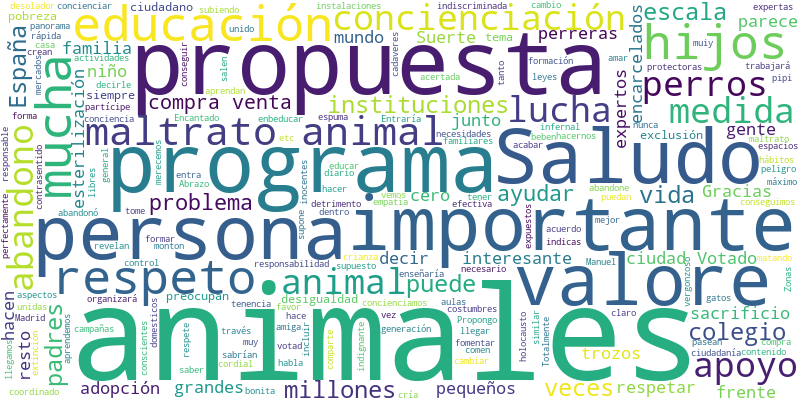 desolador
concienciar
ciudadano
subiendo
instalaciones
indiscriminada
cambio
expertas
pobreza
educación
concienciación
escala
panorama
rápida
unido
Suerte
tema
parece
casa
crean
familia
mundo
perreras
hijos
España
mercados
actividades
decirle
niño
conseguir
propuesta
cadáveres
acertada
tanto
formación
leyes
amar
encarcelados
muiy
protectoras
trabajará
pipi
aprendan
salen
perros
forma
siempre
partícipe
compra venta
instituciones
lucha
expertos
medida
nunca
conciencia
Encantado
enbeducar
espuma
Entraría
necesidades
infernal
bebenhacernos
gente
maltrato
mucha
esterilización
maltrato animal
junto
familiares
acabar
exclusión
espacios
hábitos
responsable
contrasentido
etc
general
libres
merecemos
educar
diario
cero
Saludo
ayudar
vida
peligro
máximo
abandono
problema
entra
Abrazo
programa
inocentes
hacer
vemos
empatía
tener
efectiva
abandone
puedan
Gracias
conseguimos
perfectamente
abandonó
tome
supone
detrimento
dentro
importante
expuestos
acuerdo
indicas
mejor
revelan
formar
monton
persona
decir
interesante
ciudad Votado
control
responsabilidad
crianza
supuesto
enseñaría
necesario
Manuel
claro
vergonzoso
Zonas
matando
respeto
animal
puede
valore
aspectos
organizará
preocupan
desigualdad
concienciamos
aulas
costumbres
gatos
hacen
unidas
Madrid
padres
conscientes
tenencia
domesticos
favor
hace
vez
Propongo
llegar
holocausto
similar
sacrificio
llegamos
resto
extinción
aprendemos
campañas
través
muy
respete
amiga
incluir
votad
comparte
generación
fomentar
Totalmente
pasean
colegio
ciudadanía
compra
contenido
animales
sabrían
saber
cordial
habla
indignante
comen
cambiar
trozos
apoyo
coordinado
adopción
grandes
bonita
millones
cría
pequeños
veces
respetar
frente